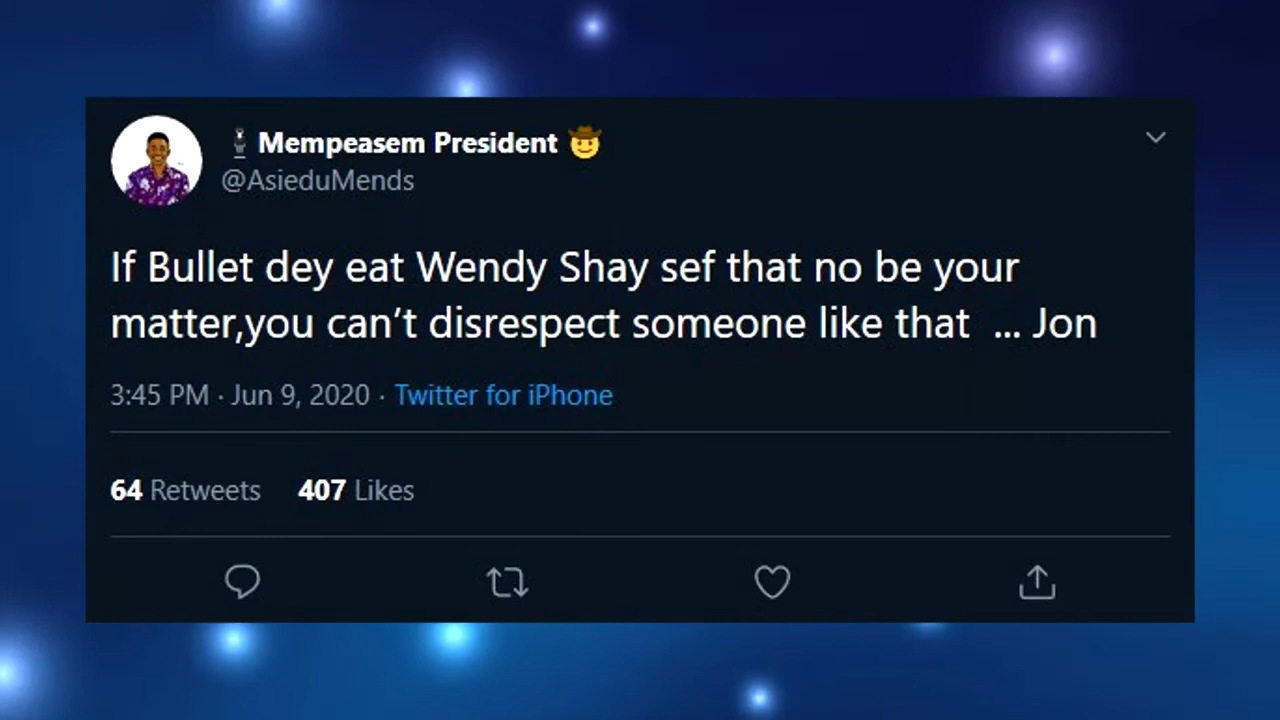 Mempeasem President 🤠
@AsieduMends
If Bullet dey eat Wendy Shay sef that no be your
matter,you can’t disrespect someone like that ... Jon
3:45 PM · Jun 9, 2020 · Twitter for iPhone
64 Retweets 407 Likes